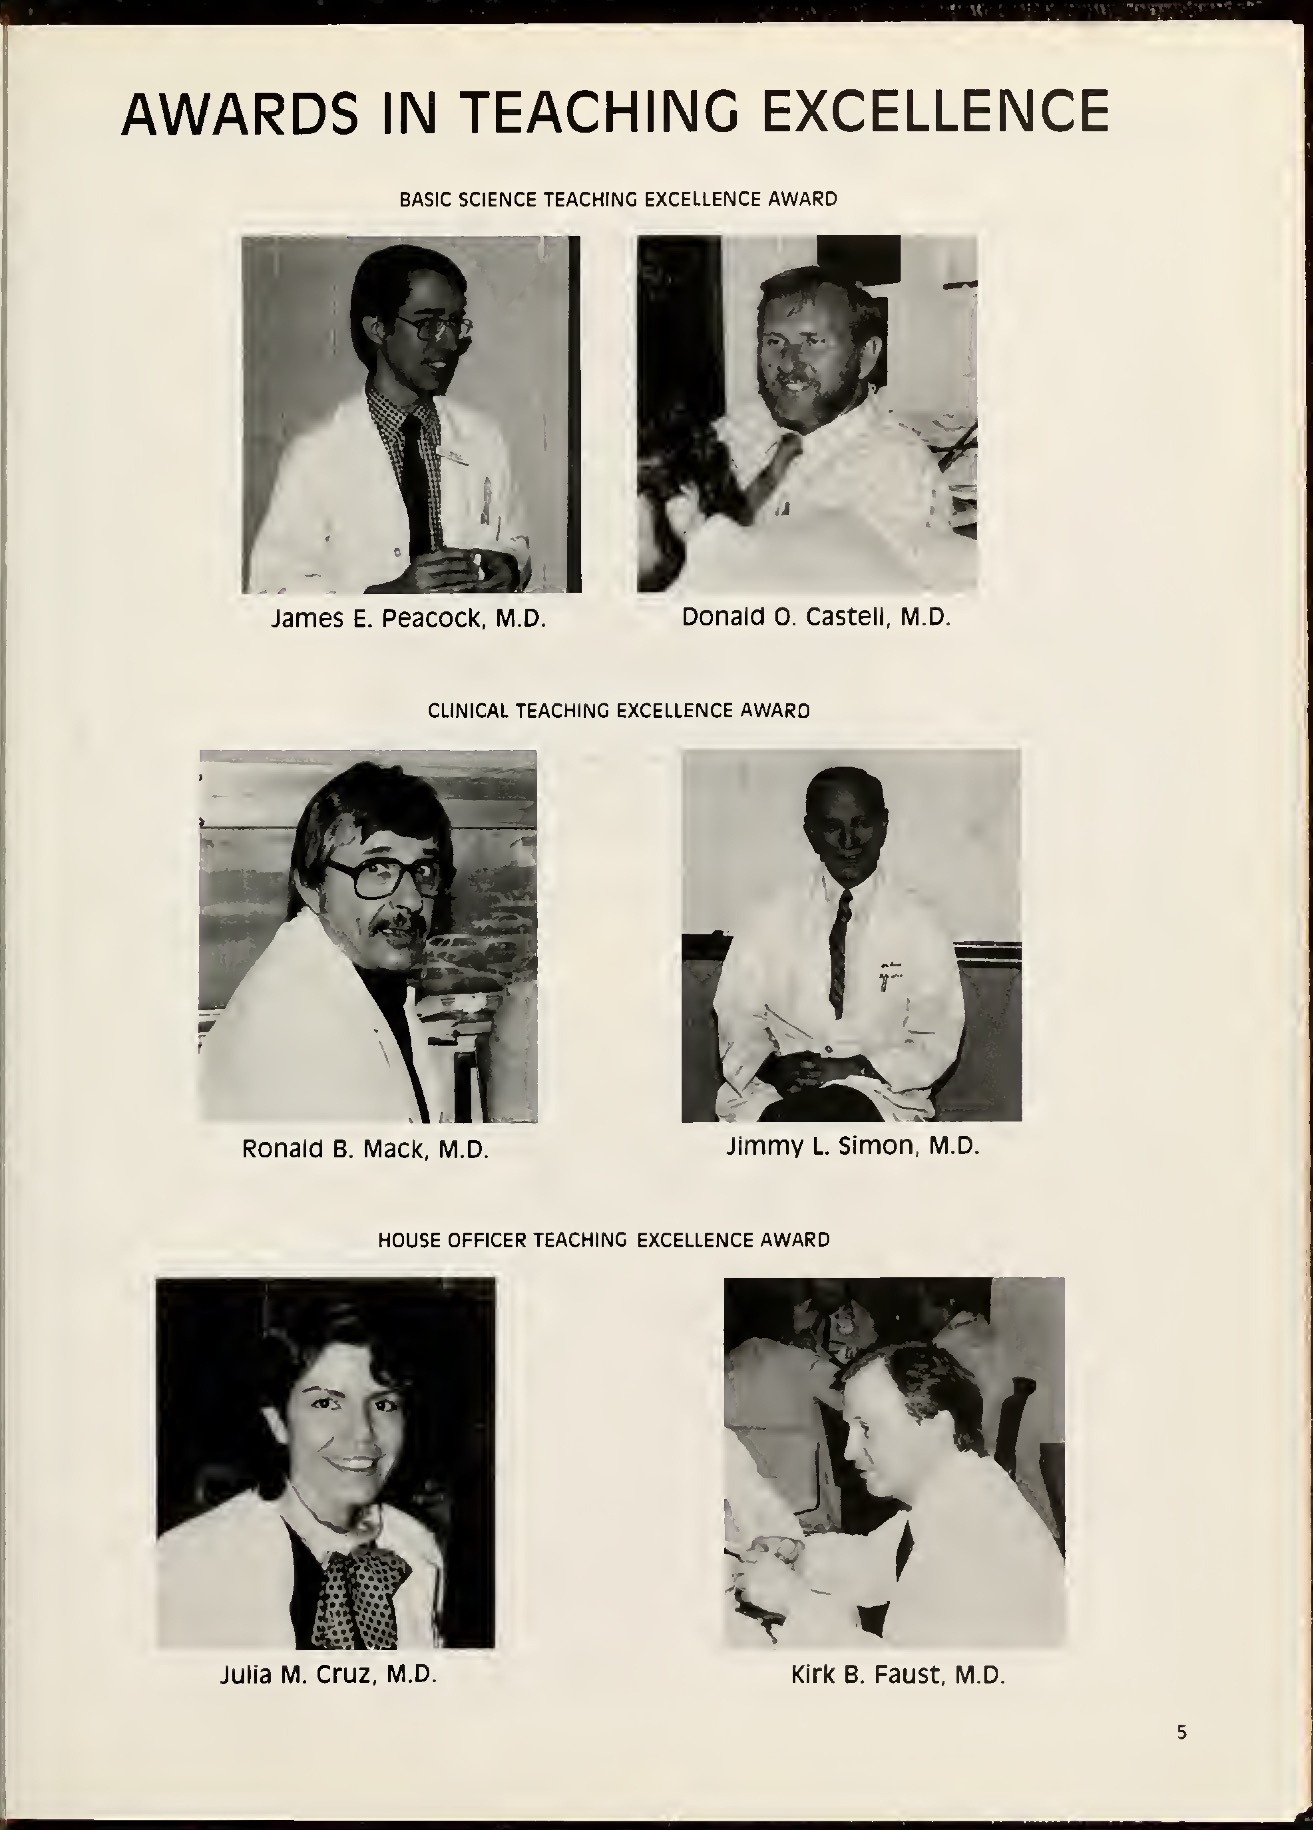 AWARDS IN TEACHING EXCELLENCE
BASIC SCIENCE TEACHING EXCELLENCE AWARD
James E. Peacock, M.D.
Donald O. Castell, M.D.
CLINICAL TEACHING EXCELLENCE AWARD
Ronald B. Mack, M.D.
Jimmy L. Simon, M.D.
HOUSE OFFICER TEACHING EXCELLENCE AWARD
Julia M. Cruz, M.D.
Kirk B. Faust, M.D.
5